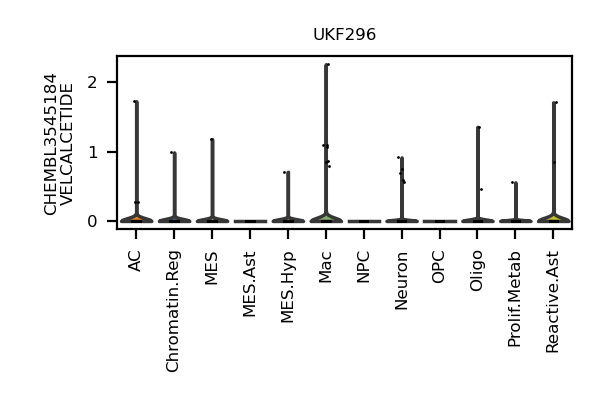 UKF296
CHEMBL3545184
VELCALCETIDE
2
1
0
AC
Chromatin.Reg
MES
MES.Ast
MES.Hyp
Mac
NPC
Neuron
OPC
Oligo
Prolif.Metab
Reactive.Ast